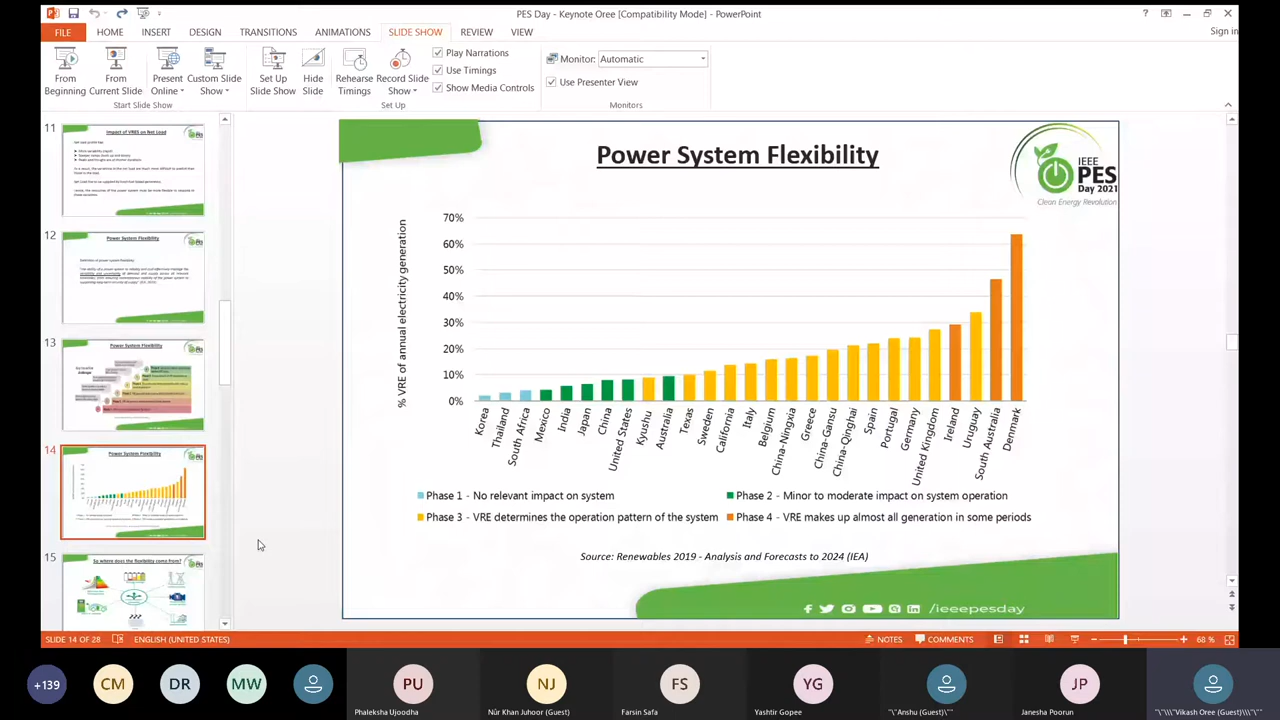 PES Day - Keynote Oree [Compatibility Mode] - PowerPoint
?
FILE HOME INSERT DESIGN TRANSITIONS ANIMATIONS SLIDE SHOW REVIEW VIEW
Sign in
From Beginning
From Current Slide
Present Online
Custom Slide Show
Start Slide Show
Set Up Slide Show
Hide Slide
Rehearse Timings
Record Slide Show
Play Narrations
Use Timings
Show Media Controls
Set Up
Monitor: Automatic
Use Presenter View
Monitors
11
Impact of VRES on Net Load
12
Power System Flexibility
13
Power System Flexibility
14
Power System Flexibility
15
So where does the flexibility come from?
Power System Flexibility
IEEE
PES
Day 2021
Clean Energy Revolution
% VRE of annual electricity generation
70%
60%
50%
40%
30%
20%
10%
0%
Korea
Thailand
South Africa
Mexico
India
Japan
China
United States
Kyushu
Australia
Texas
Sweden
California
Italy
Belgium
China-Ningxia
Greece
China-Gansu
China-Qinghai
Spain
Portugal
Germany
United Kingdom
Ireland
Uruguay
South Australia
Denmark
Phase 1 - No relevant impact on system
Phase 2 - Minor to moderate impact on system operation
Phase 3 - VRE determines the operation pattern of the system
Phase 4 - VRE makes up almost all generation in some periods
Source: Renewables 2019 - Analysis and Forecasts to 2024 (IEA)
/ieeepesday
SLIDE 14 OF 28 ENGLISH (UNITED STATES)
NOTES COMMENTS 68 %
+139 CM DR MW PU NJ FS YG JP
Phaleksha Ujoodha
Nûr Khan Juhoor (Guest)
Farsin Safa
Yashtir Gopee
"\"Anshu (Guest)\""
Janesha Poorun
"\"\\\"Vikash Oree (Guest)\\\"\""